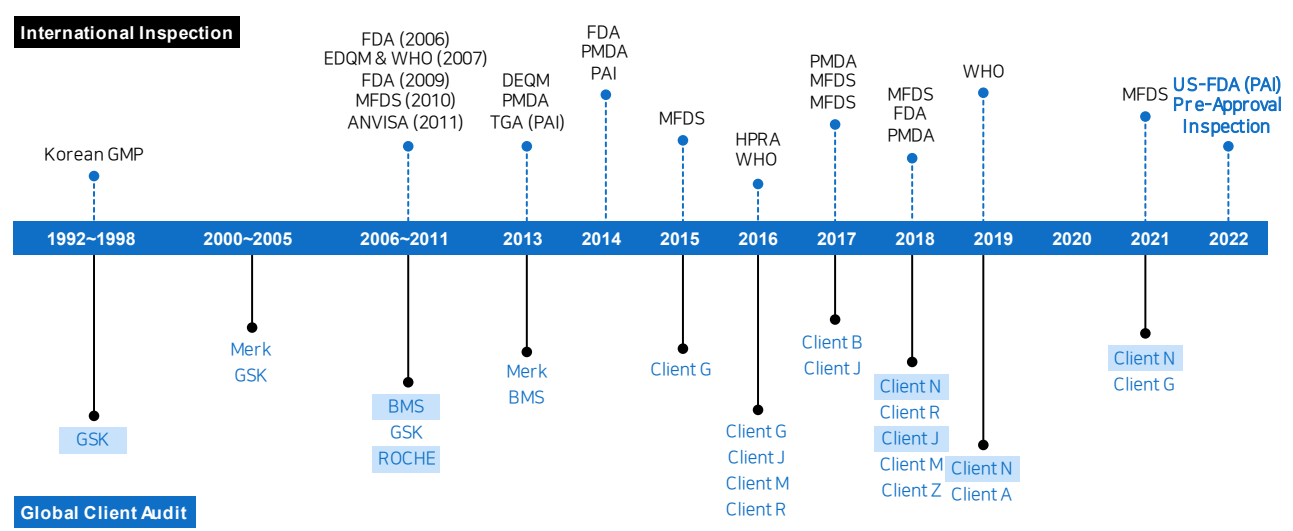 International Inspection
Korean GMP
FDA (2006)
EDQM & WHO (2007)
FDA (2009)
MFDS (2010)
ANVISA (2011)
DEQM
PMDA
TGA (PAI)
FDA
PMDA
PAI
MFDS
HPRA
WHO
PMDA
MFDS
MFDS
MFDS
FDA
PMDA
WHO
MFDS
US-FDA (PAI)
Pre-Approval
Inspection
1992~1998 2000~2005 2006~2011 2013 2014 2015 2016 2017 2018 2019 2020 2021 2022
GSK
Merk
GSK
BMS
GSK
ROCHE
Merk
BMS
Client G
Client G
Client J
Client M
Client R
Client B
Client J
Client N
Client R
Client J
Client M
Client Z
Client N
Client A
Client N
Client G
Global Client Audit